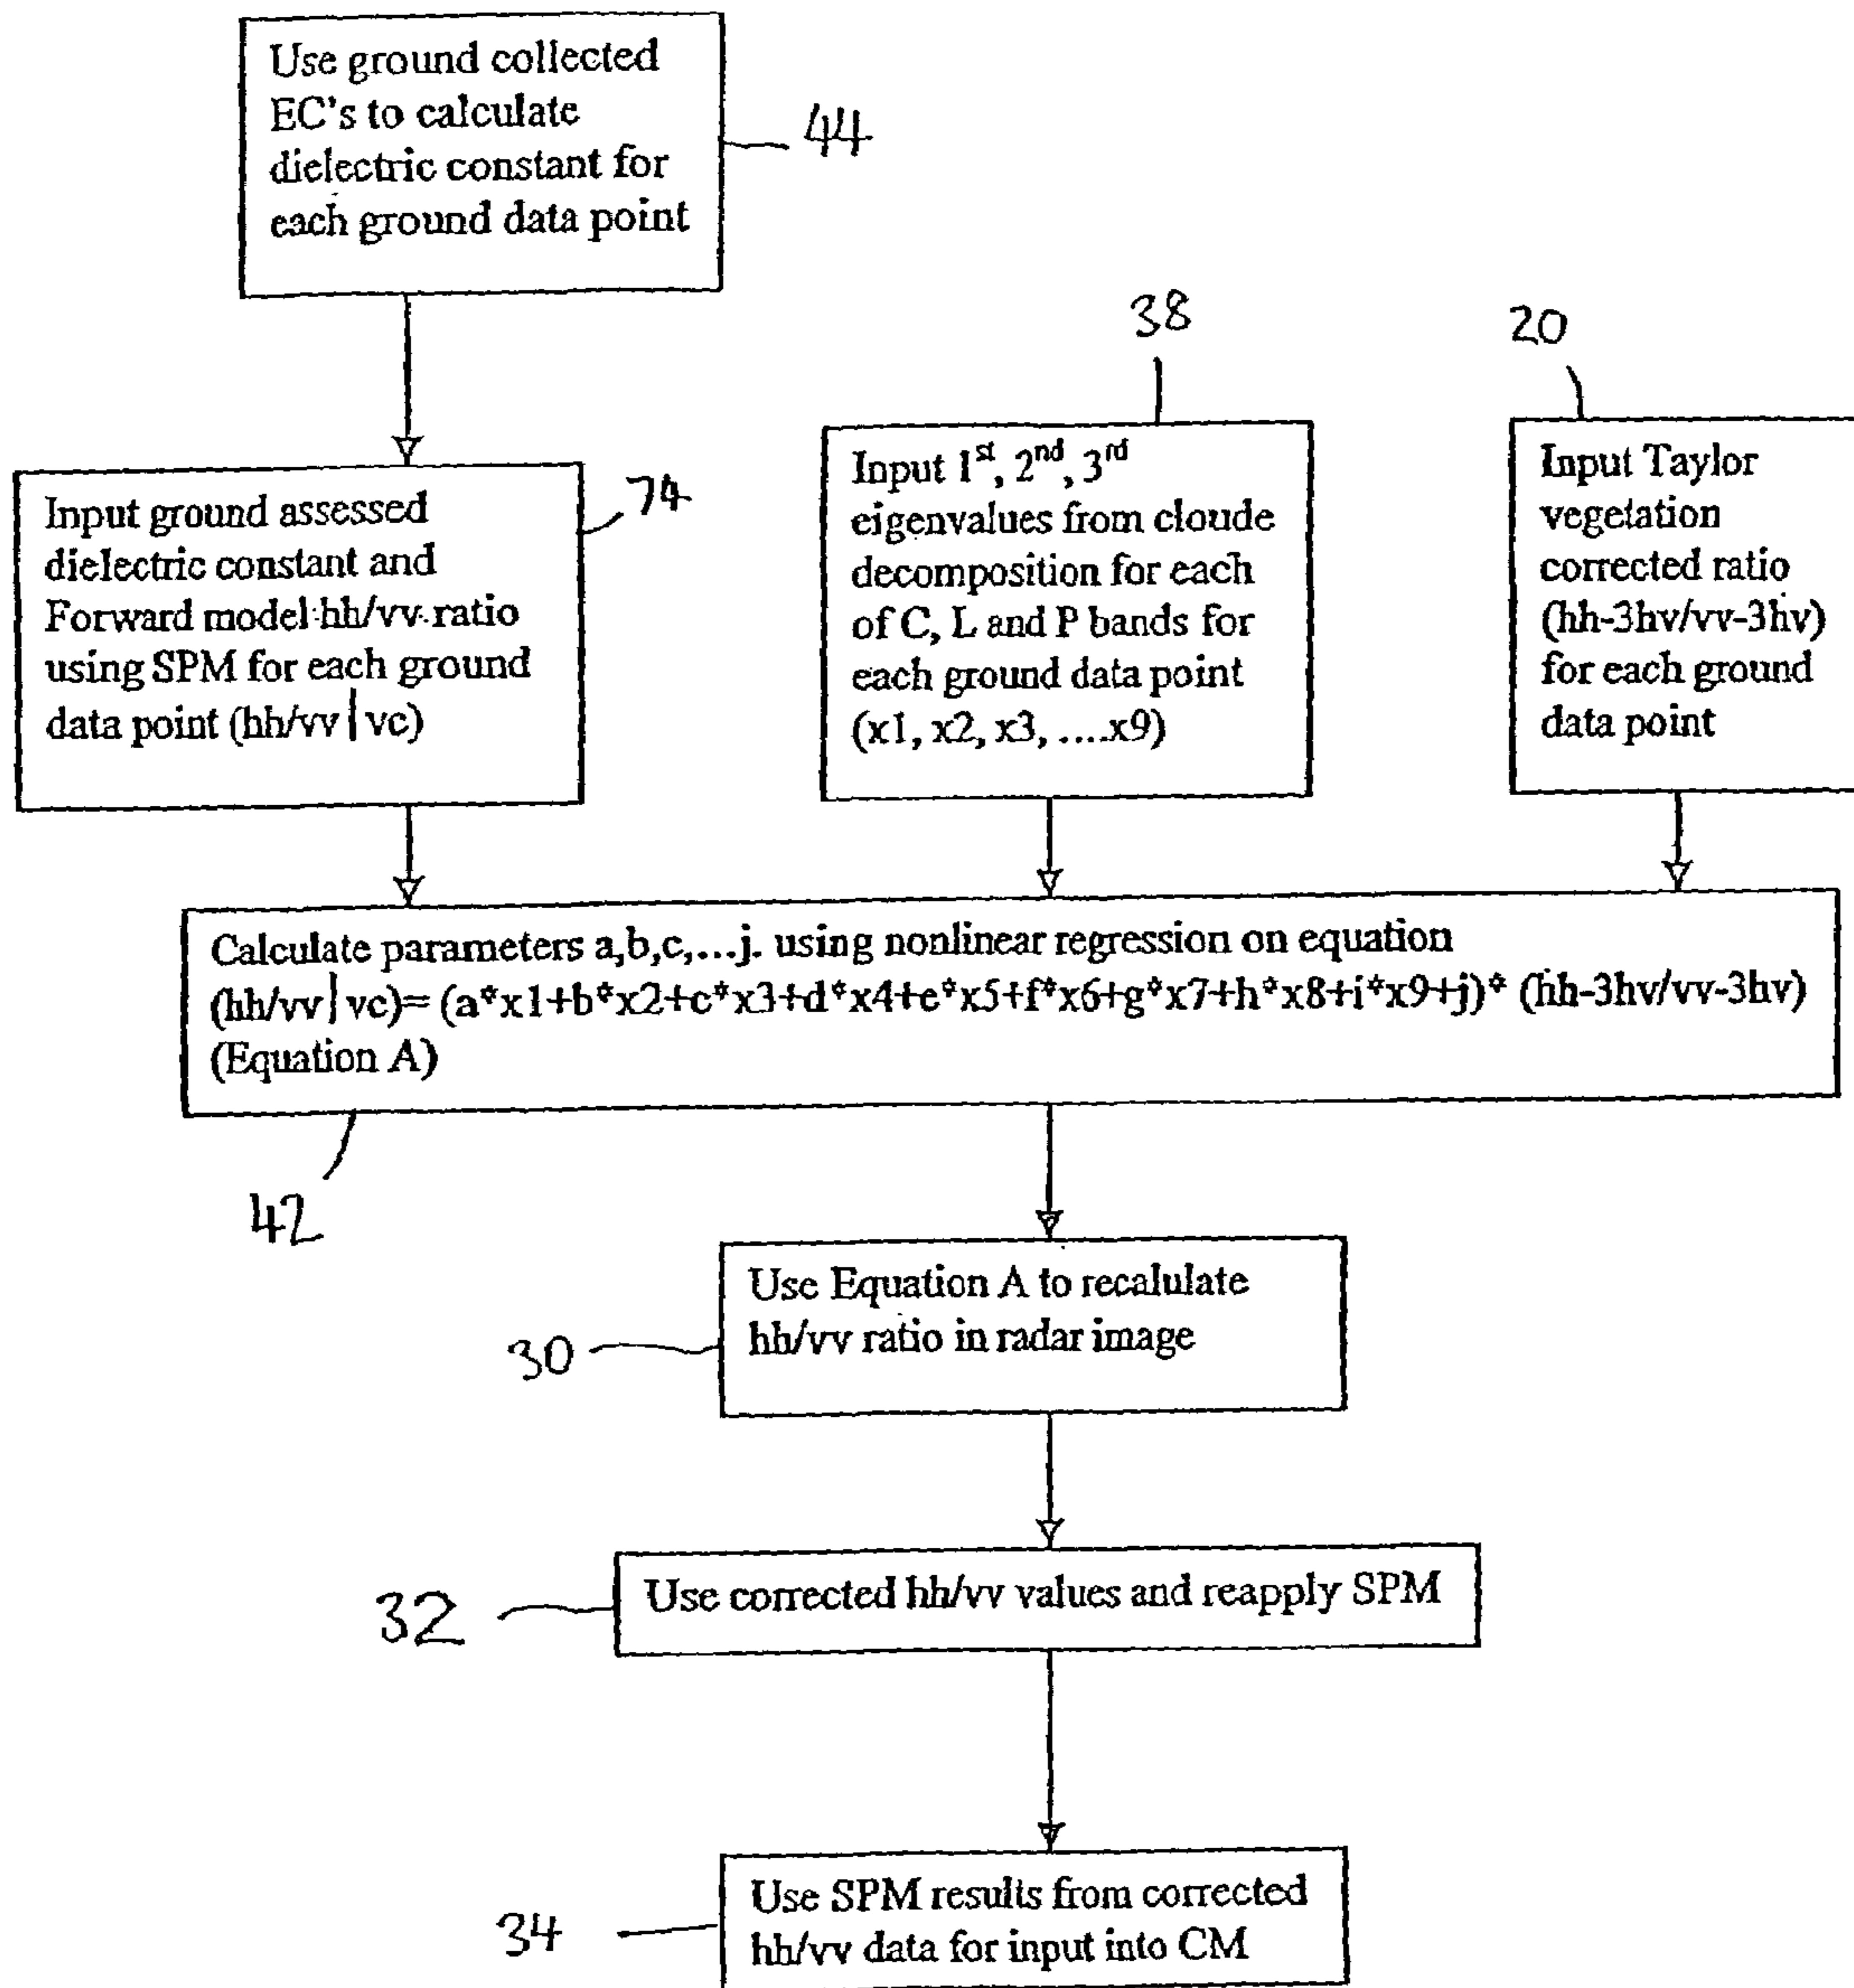 Use ground collected
EC's to calculate
dielectric constant for
each ground data point
44
38
20
Input ground assessed
dielectric constant and
Forward model hh/vv ratio
using SPM for each ground
data point (hh/vv | vc)
74
Input 1st, 2nd, 3rd
eigenvalues from cloude
decomposition for each
of C, L and P bands for
each ground data point
(x1, x2, x3, ....x9)
Input Taylor
vegetation
corrected ratio
(hh-3hv/vv-3hv)
for each ground
data point
Calculate parameters a,b,c,...j. using nonlinear regression on equation
(hh/vv | vc)= (a*x1+b*x2+c*x3+d*x4+e*x5+f*x6+g*x7+h*x8+i*x9+j)* (hh-3hv/vv-3hv)
(Equation A)
42
Use Equation A to recalulate
hh/vv ratio in radar image
30
Use corrected hh/vv values and reapply SPM
32
Use SPM results from corrected
hh/vv data for input into CM
34